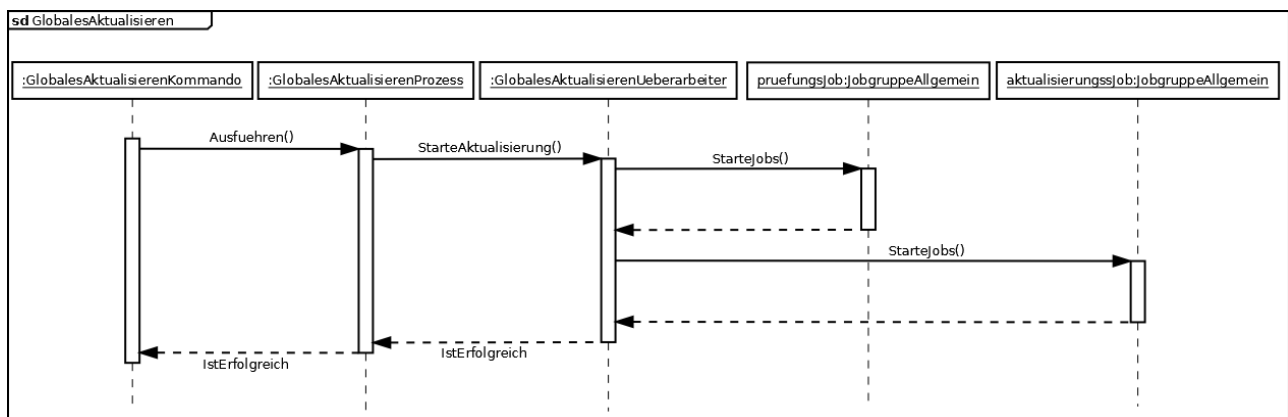 sd GlobalesAktualisieren
:GlobalesAktualisierenKommando
:GlobalesAktualisierenProzess
:GlobalesAktualisierenUeberarbeiter
pruefungsJob:JobgruppeAllgemein
aktualisierungssJob:JobgruppeAllgemein
Ausfuehren()
StarteAktualisierung()
StarteJobs()
StarteJobs()
IstErfolgreich
IstErfolgreich